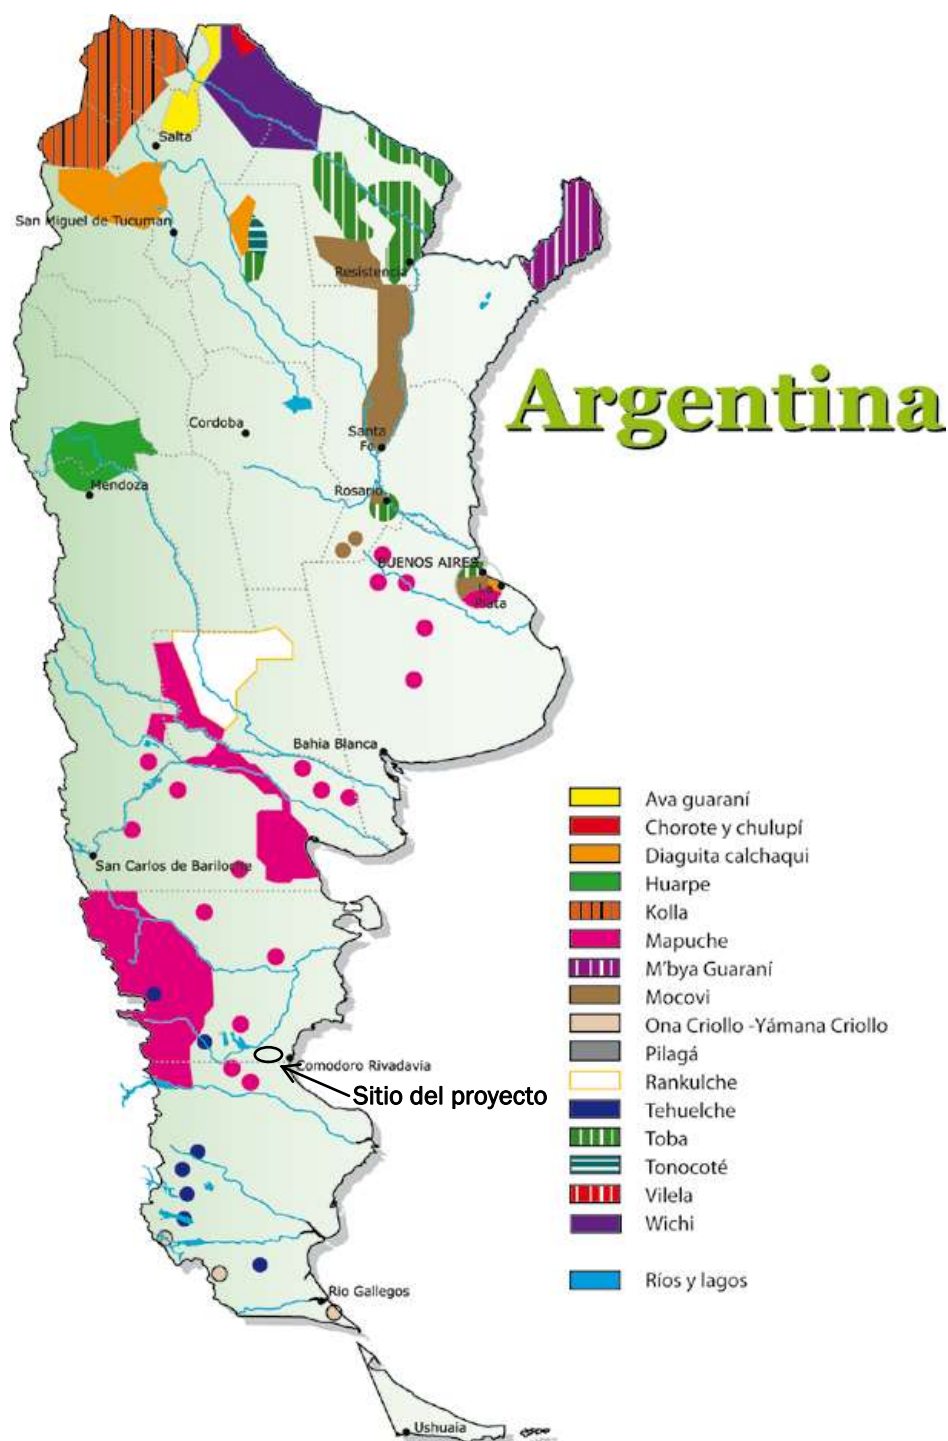 Salta
San Miguel de Tucuman
Resistencia
Argentina
Cordoba
Santa
Fe
Mendoza
Rosario
BUENOS AIRES
La
Plata
Bahia Blanca
Ava guaraní
Chorote y chulupí
Diaguita calchaqui
San Carlos de Bariloche
Huarpe
Kolla
Mapuche
M'bya Guaraní
Mocovi
Ona Criollo -Yámana Criollo
Pilagá
Comodoro Rivadavia
Rankulche
Sitio del proyecto
Tehuelche
Toba
Tonocoté
Vilela
Wichi
Ríos y lagos
Rio Gallegos
Ushuaia